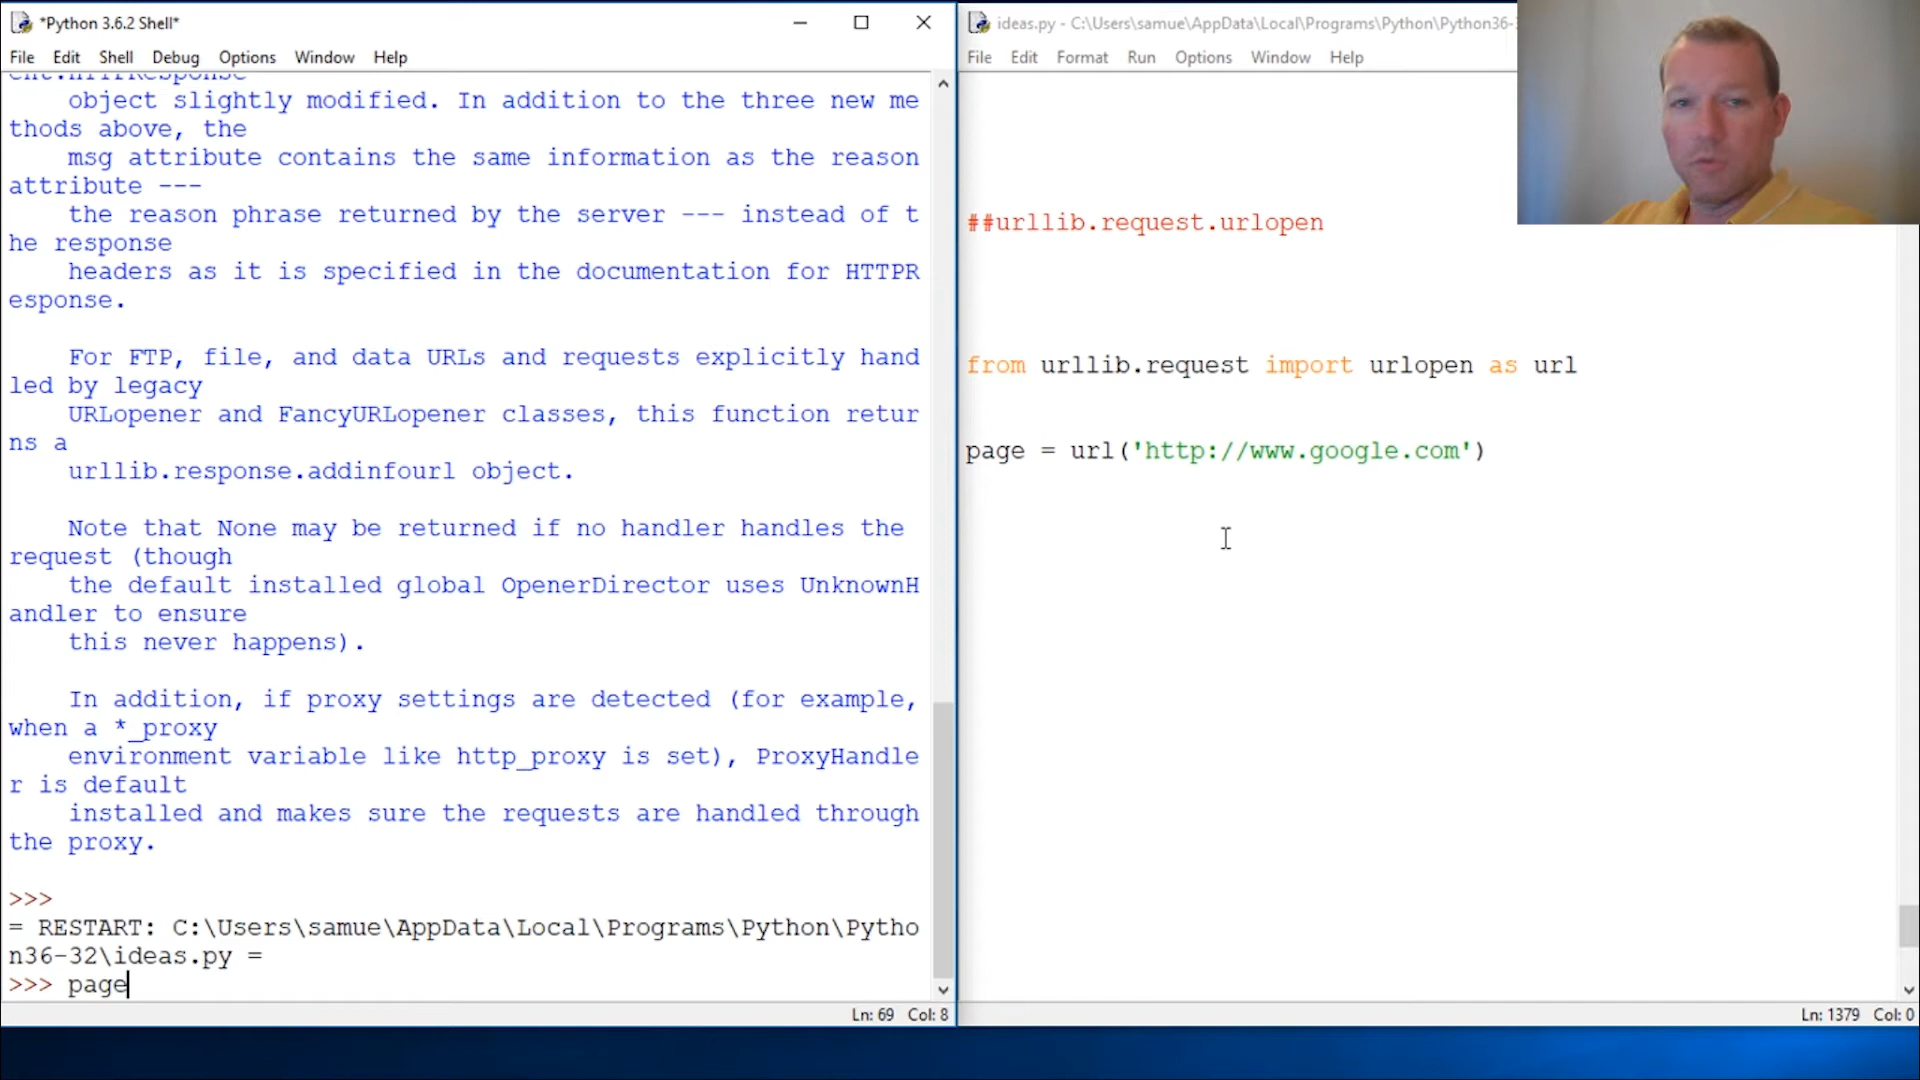 *Python 3.6.2 Shell*
File Edit Shell Debug Options Window Help
object slightly modified. In addition to the three new me
thods above, the
msg attribute contains the same information as the reason
attribute ---
the reason phrase returned by the server --- instead of t
he response
headers as it is specified in the documentation for HTTPR
esponse.
For FTP, file, and data URLs and requests explicitly hand
led by legacy
URLopener and FancyURLopener classes, this function retur
ns a
urllib.response.addinfourl object.
Note that None may be returned if no handler handles the
request (though
the default installed global OpenerDirector uses UnknownH
andler to ensure
this never happens).
In addition, if proxy settings are detected (for example,
when a *_proxy
environment variable like http_proxy is set), ProxyHandle
r is default
installed and makes sure the requests are handled through
the proxy.
>>>
= RESTART: C:\Users\samue\AppData\Local\Programs\Python\Pytho
n36-32\ideas.py =
>>> page
Ln: 69 Col: 8
ideas.py - C:\Users\samue\AppData\Local\Programs\Python\Python36-
File Edit Format Run Options Window Help
##urllib.request.urlopen
from urllib.request import urlopen as url
page = url('http://www.google.com')
Ln: 1379 Col: 0